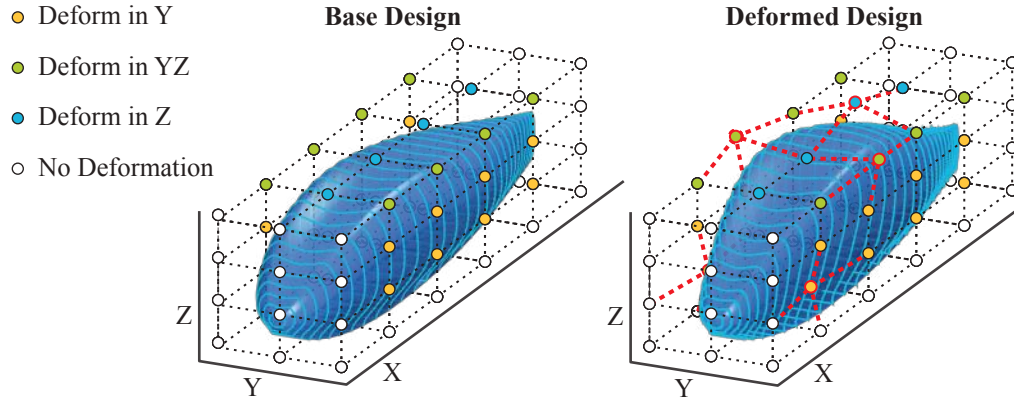 Deform in Y
Deform in YZ
Deform in Z
No Deformation
Base Design
Z
Y
X
Deformed Design
Z
Y
X